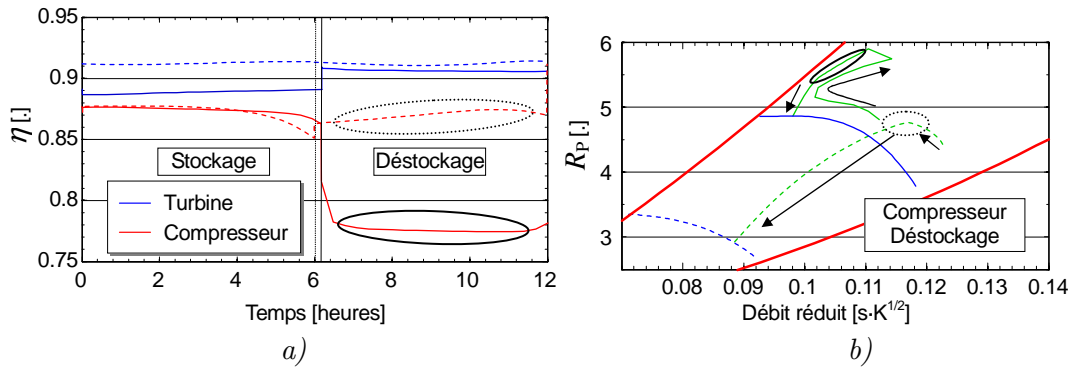 0.95
0.9
0.85
0.8
0.75
η [.]
Stockage
Déstockage
Turbine
Compresseur
0 2 4 6 8 10 12
Temps [heures]
a)
6
5
4
3
R_P [.]
Compresseur
Déstockage
0.08 0.09 0.1 0.11 0.12 0.13 0.14
Débit réduit [s·K^{1/2}]
b)